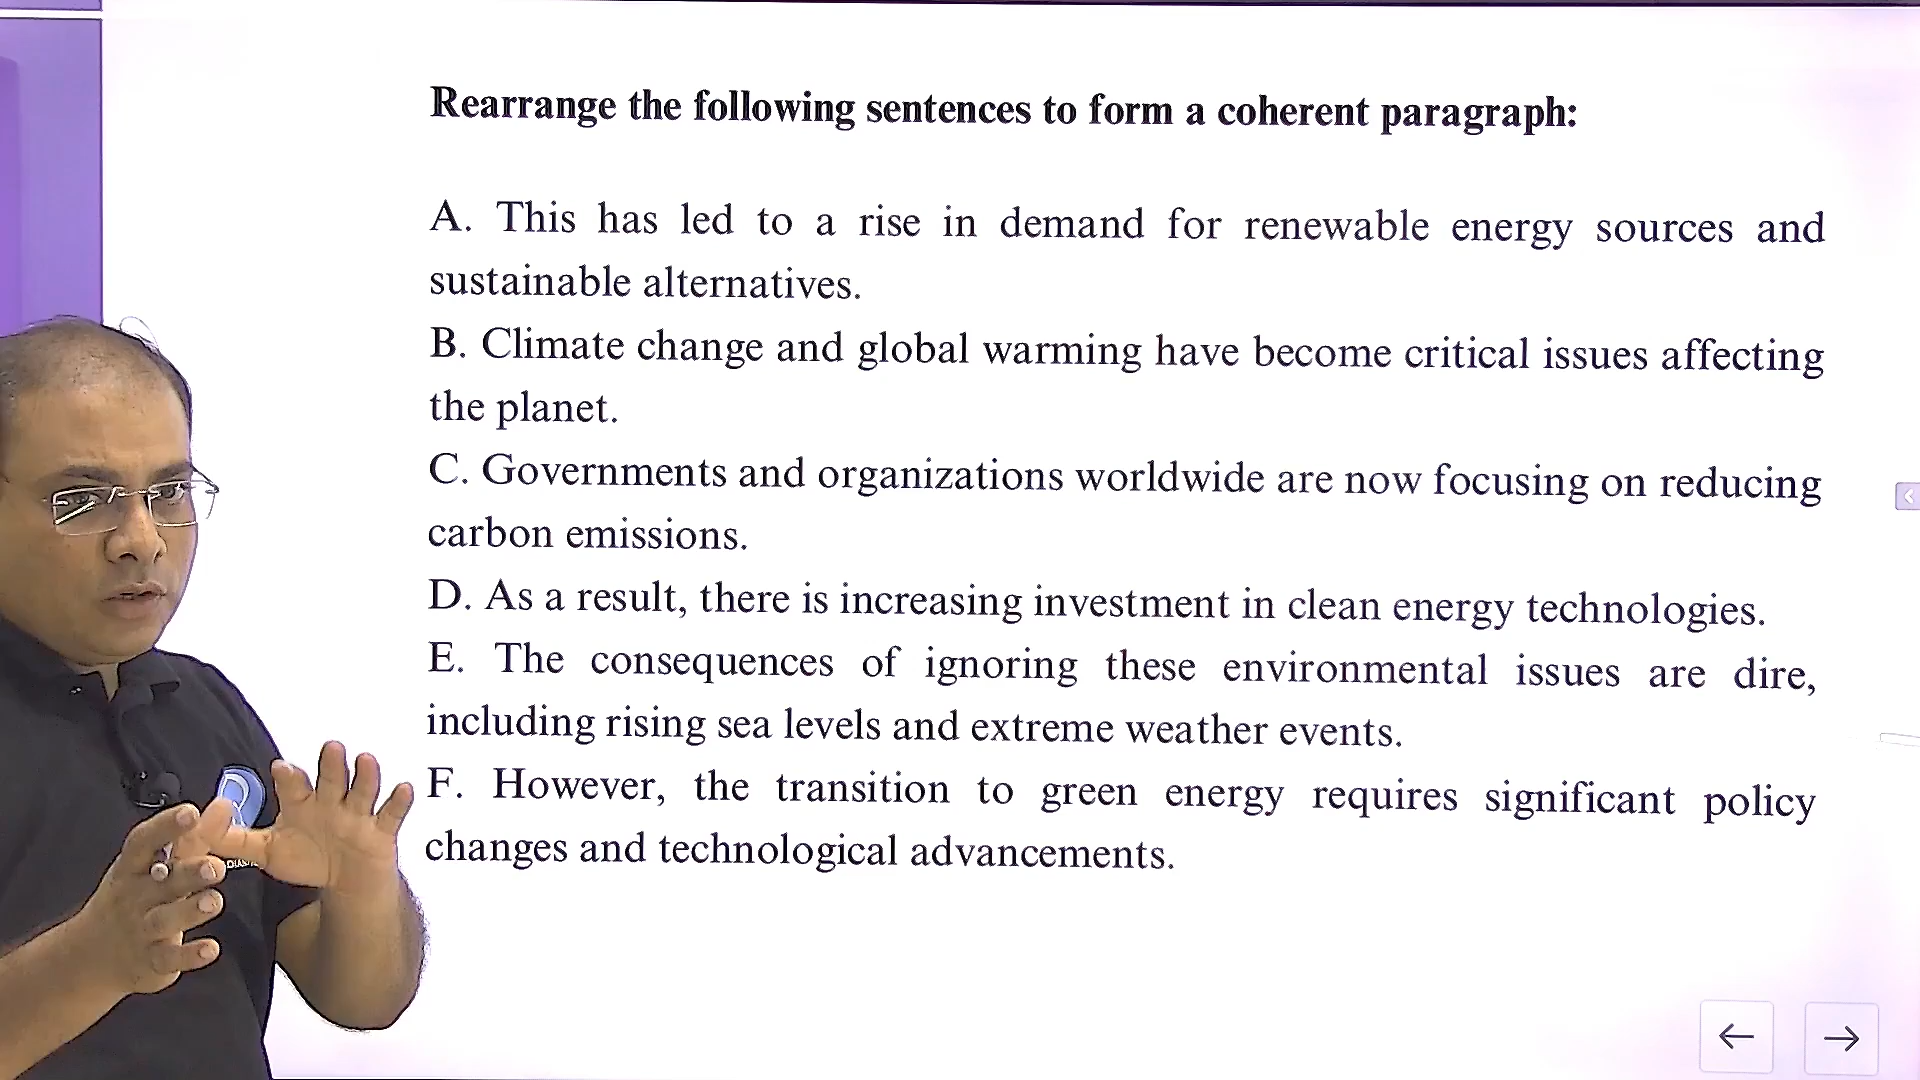 Rearrange the following sentences to form a coherent paragraph:
A. This has led to a rise in demand for renewable energy sources and
sustainable alternatives.
B. Climate change and global warming have become critical issues affecting
the planet.
C. Governments and organizations worldwide are now focusing on reducing
carbon emissions.
D. As a result, there is increasing investment in clean energy technologies.
E. The consequences of ignoring these environmental issues are dire,
including rising sea levels and extreme weather events.
F. However, the transition to green energy requires significant policy
changes and technological advancements.